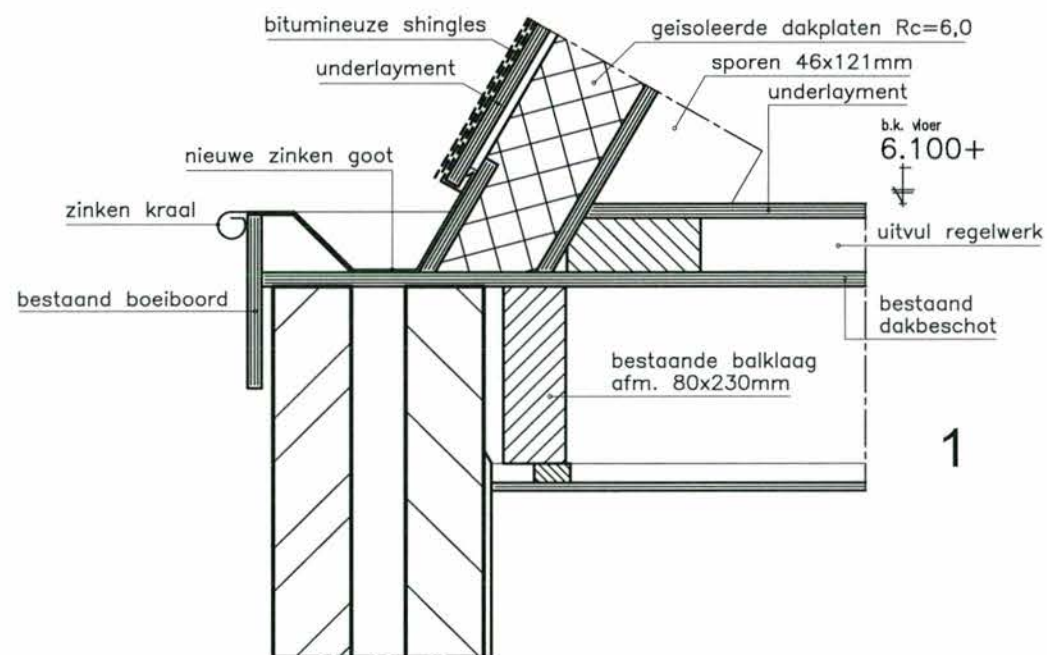 bitumineuze shingles
geisoleerde dakplaten Rc=6,0
underlayment
sporen 46x121mm
underlayment
b.k. vloer
6.100+
nieuwe zinken goot
zinken kraal
uitvul regelwerk
bestaand boeiboord
bestaand
dakbeschot
bestaande balklaag
afm. 80x230mm
1